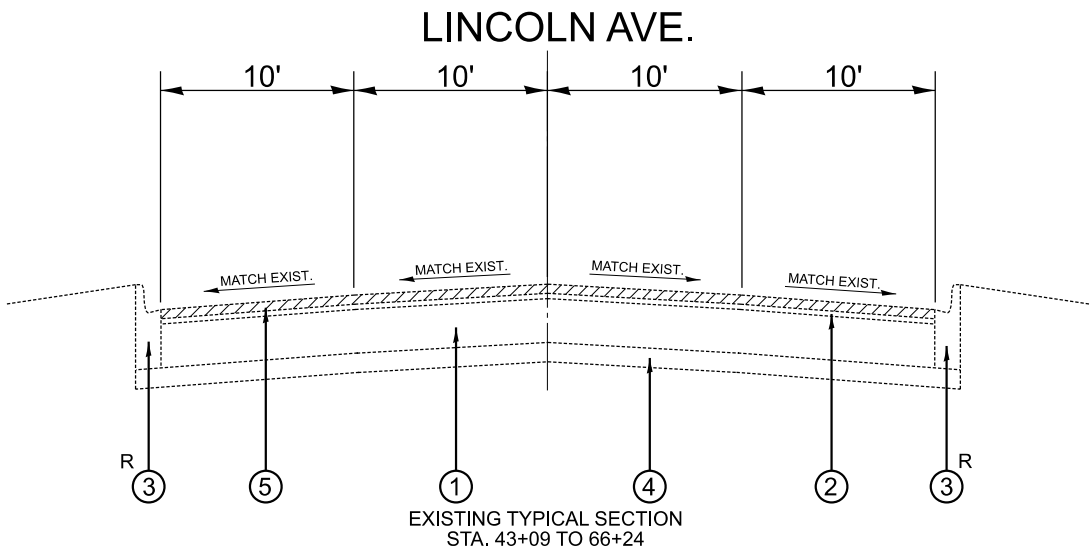 LINCOLN AVE.
10' 10' 10' 10'
MATCH EXIST. MATCH EXIST. MATCH EXIST. MATCH EXIST.
R R
3 5 1 4 2 3
EXISTING TYPICAL SECTION
STA. 43+09 TO 66+24